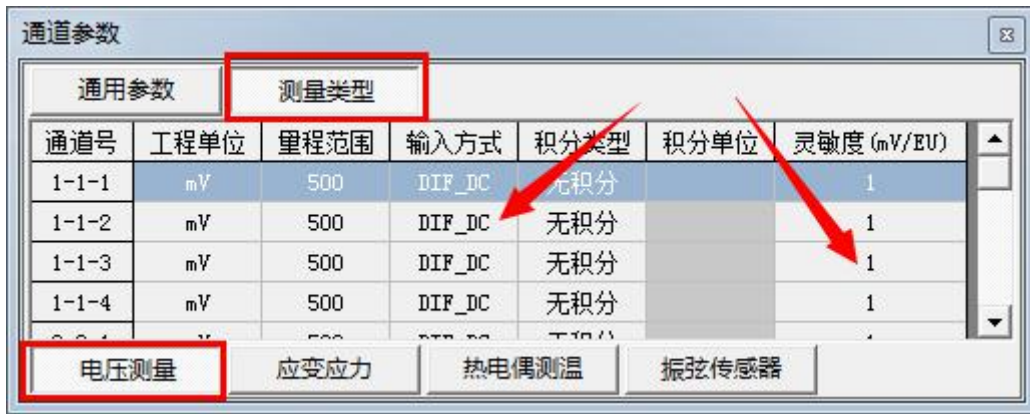 通道参数
通用参数 测量类型
通道号 工程单位 量程范围 输入方式 积分类型 积分单位 灵敏度(mV/EU)
1-1-1 mV 500 DIF_DC 无积分 1
1-1-2 mV 500 DIF_DC 无积分 1
1-1-3 mV 500 DIF_DC 无积分 1
1-1-4 mV 500 DIF_DC 无积分 1
电压测量 应变应力 热电偶测温 振弦传感器